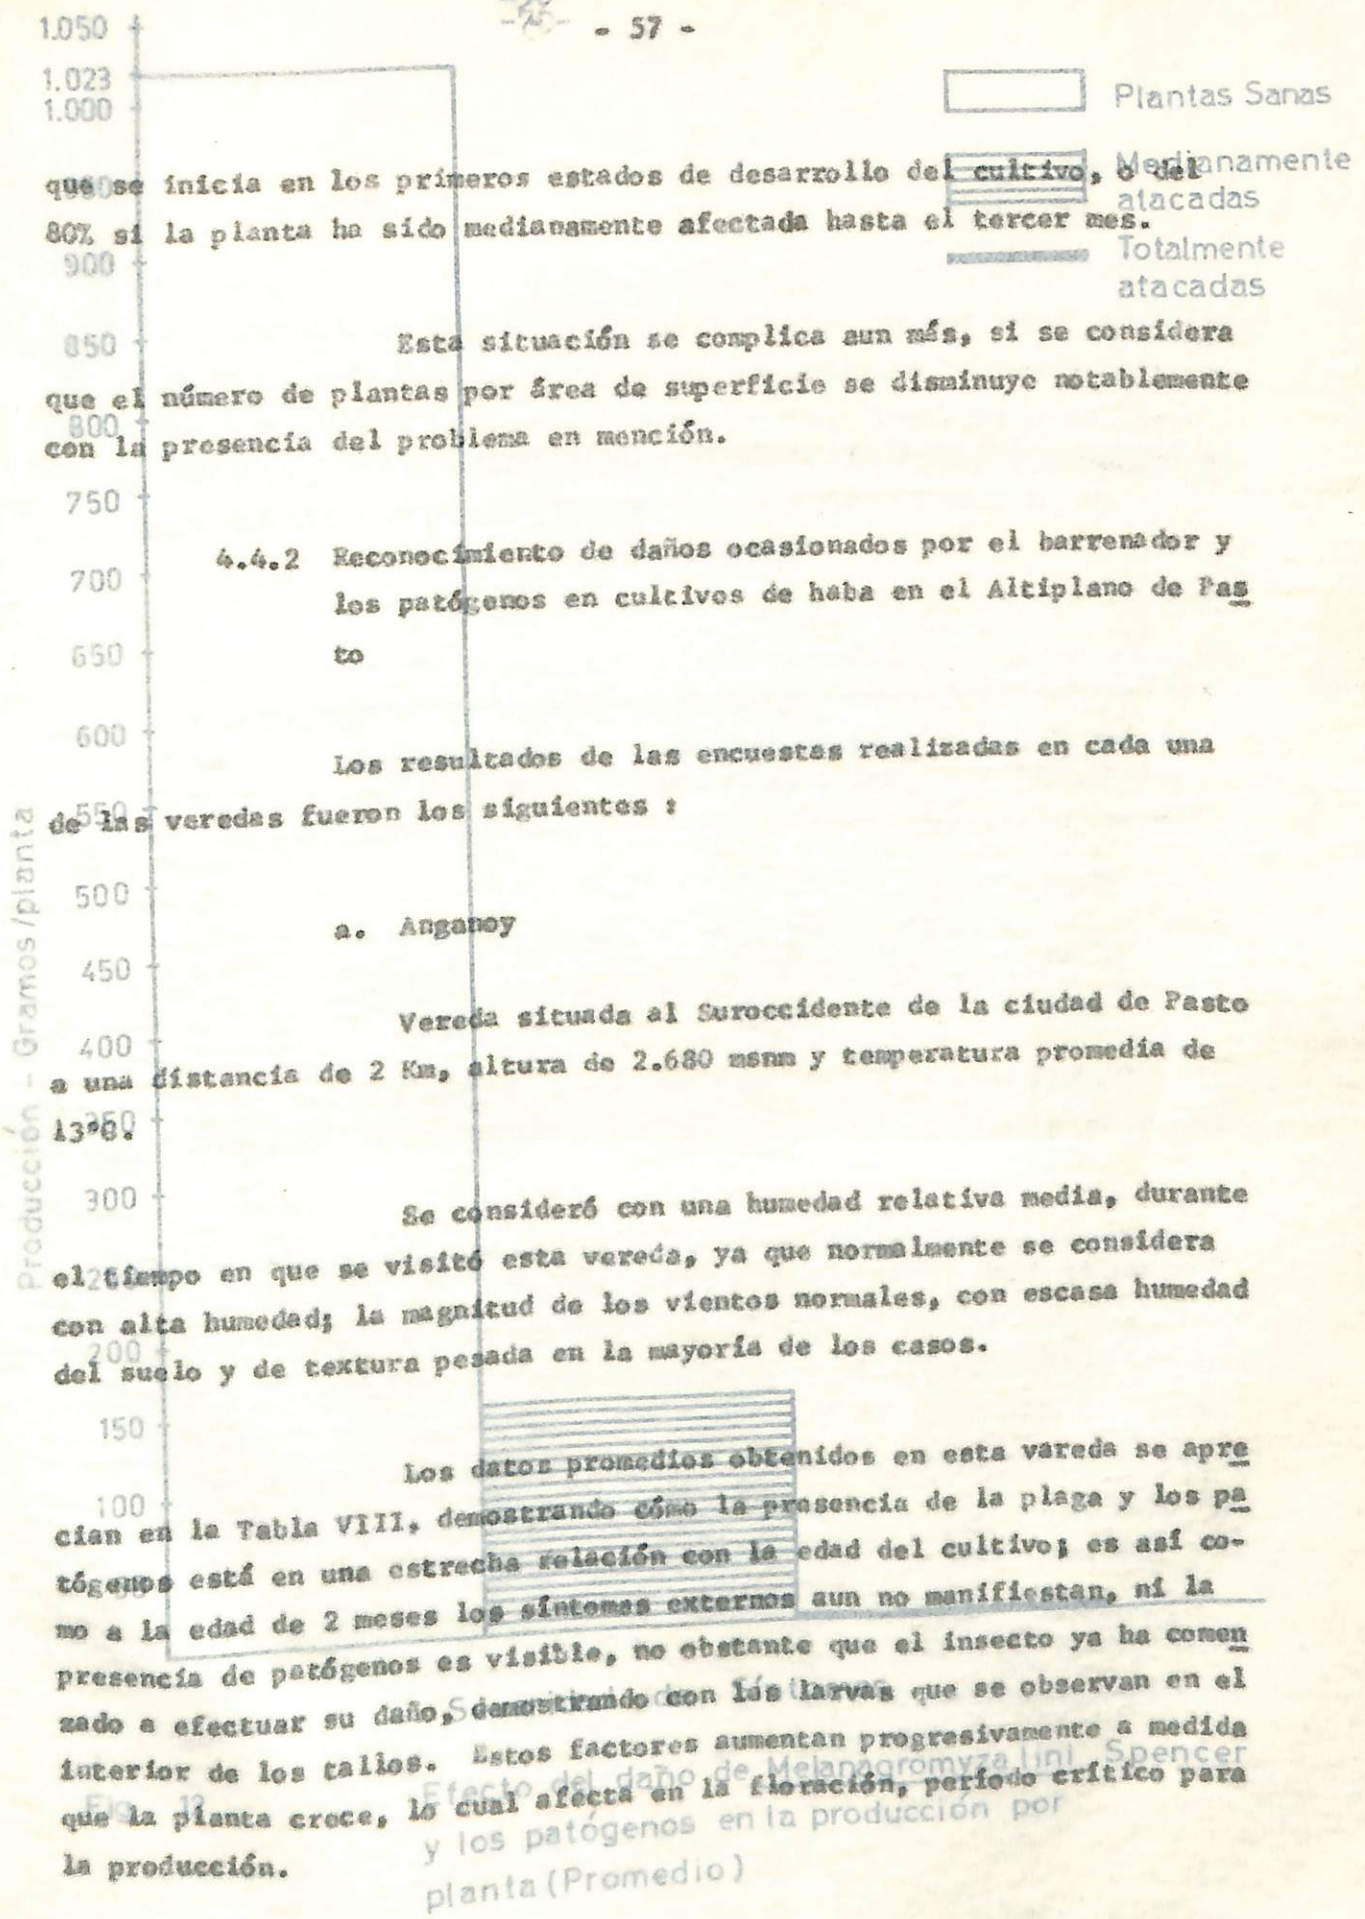 - 57 -
que se inicia en los primeros estados de desarrollo del cultivo, o del
80% si la planta ha sido medianamente afectada hasta el tercer mes.
Esta situación se complica aun más, si se considera
que el número de plantas por área de superficie se disminuye notablemente
con la presencia del problema en mención.
4.4.2 Reconocimiento de daños ocasionados por el barrenador y
los patógenos en cultivos de haba en el Altiplano de Pas
to
Los resultados de las encuestas realizadas en cada una
de las veredas fueron los siguientes :
a. Anganoy
Vereda situada al Suroccidente de la ciudad de Pasto
a una distancia de 2 Km, altura de 2.680 msnm y temperatura promedia de
Se consideró con una humedad relativa media, durante
el tiempo en que se visitó esta vereda, ya que normalmente se considera
con alta humedad; la magnitud de los vientos normales, con escasa humedad
del suelo y de textura pesada en la mayoría de los casos.
Los datos promedios obtenidos en esta vareda se apre
cian en la Tabla VIII, demostrando cómo la presencia de la plaga y los pa
tógenos está en una estrecha relación con la edad del cultivo; es así co-
mo a la edad de 2 meses los síntomas externos aun no manifiestan, ni la
presencia de patógenos es visible, no obstante que el insecto ya ha comen
zado a efectuar su daño, demostrando con las larvas que se observan en el
interior de los tallos. Estos factores aumentan progresivamente a medida
que la planta crece, lo cual afecta en la floración, período crítico para
la producción.
1.050
1.023
1.000
900
850
800
750
700
650
600
550
500
450
400
350
300
200
150
100
Producción - Gramos/planta
Plantas Sanas
Medianamente
atacadas
Totalmente
atacadas
Efecto del daño de Melanagromyza lini Spencer
y los patógenos en la producción por
planta (Promedio)